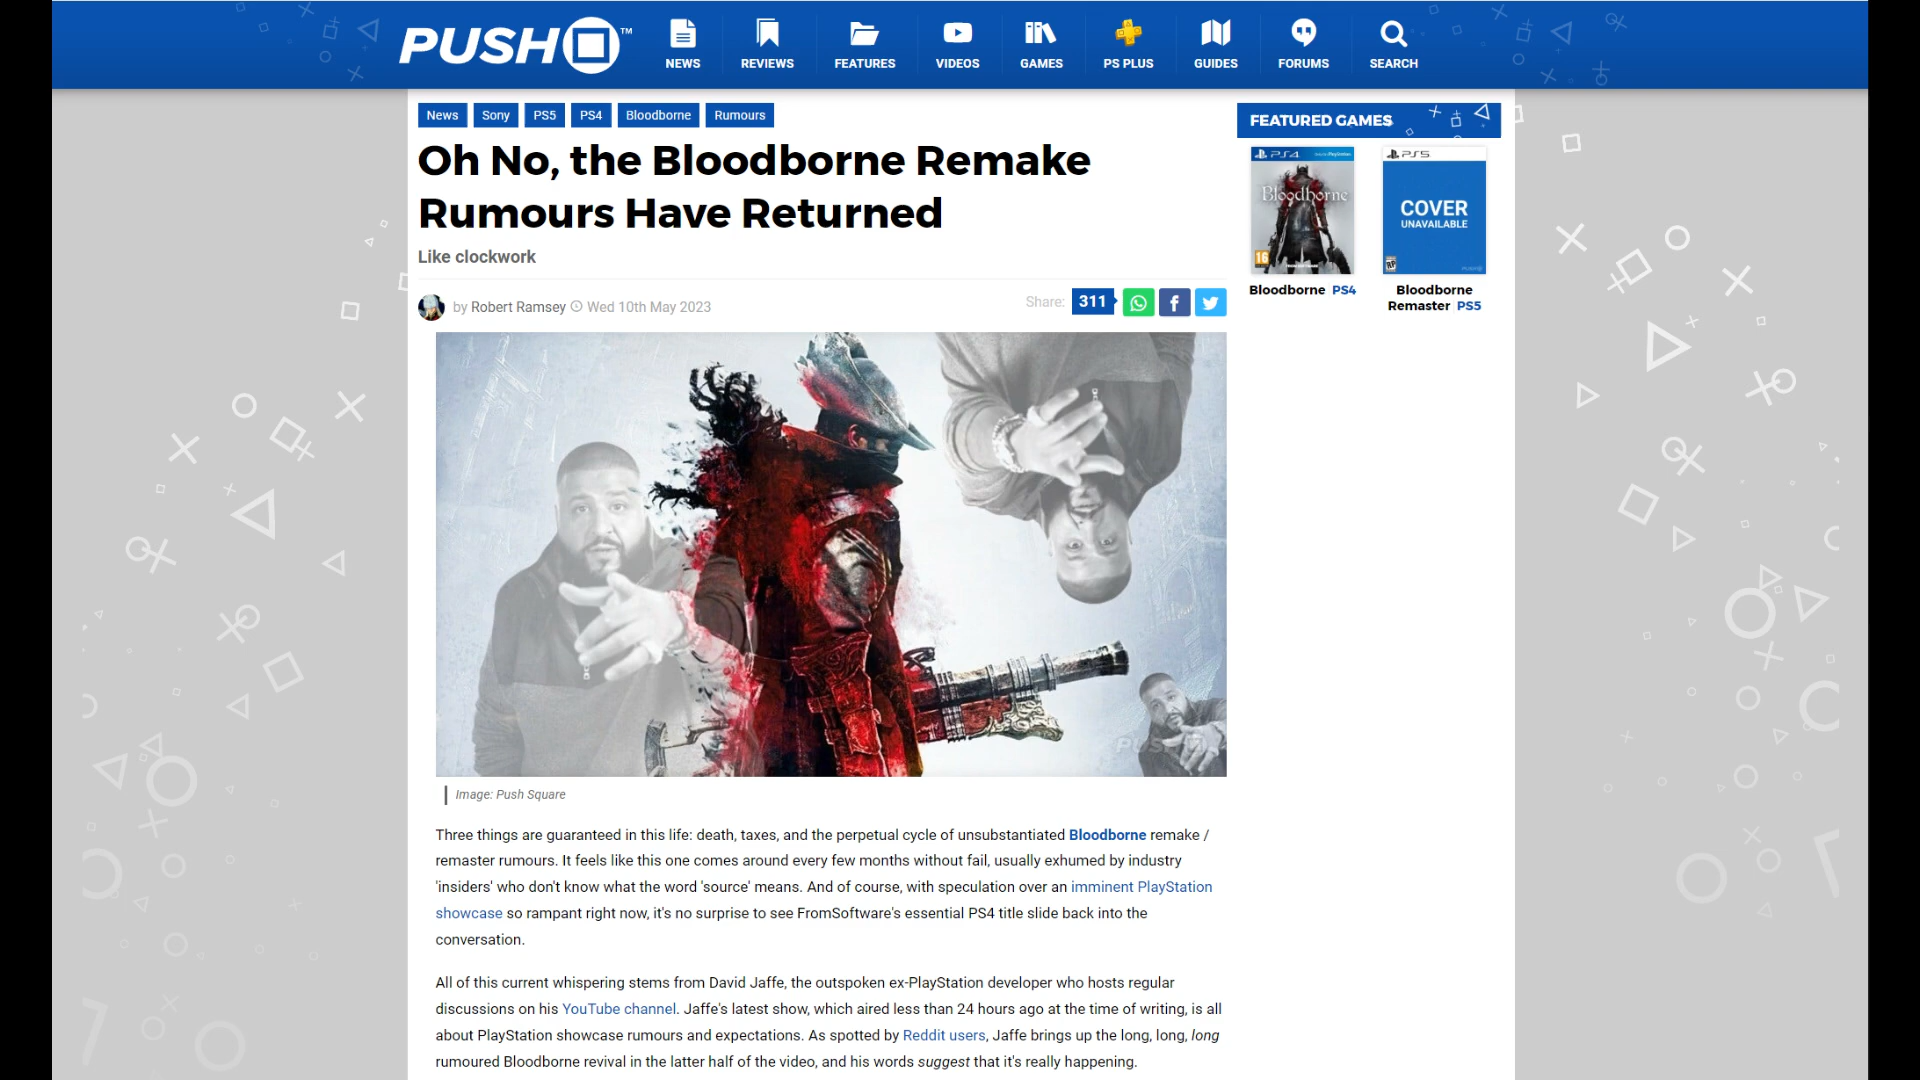 PUSH ™
NEWS
REVIEWS
FEATURES
VIDEOS
GAMES
PS PLUS
GUIDES
FORUMS
SEARCH
News
Sony
PS5
PS4
Bloodborne
Rumours
Oh No, the Bloodborne Remake
Rumours Have Returned
Like clockwork
by Robert Ramsey Wed 10th May 2023
Share: 311
Image: Push Square
Three things are guaranteed in this life: death, taxes, and the perpetual cycle of unsubstantiated Bloodborne remake /
remaster rumours. It feels like this one comes around every few months without fail, usually exhumed by industry
'insiders' who don't know what the word 'source' means. And of course, with speculation over an imminent PlayStation
showcase so rampant right now, it's no surprise to see FromSoftware's essential PS4 title slide back into the
conversation.
All of this current whispering stems from David Jaffe, the outspoken ex-PlayStation developer who hosts regular
discussions on his YouTube channel. Jaffe's latest show, which aired less than 24 hours ago at the time of writing, is all
about PlayStation showcase rumours and expectations. As spotted by Reddit users, Jaffe brings up the long, long, long
rumoured Bloodborne revival in the latter half of the video, and his words suggest that it's really happening.
FEATURED GAMES
PS4
Bloodborne
16
Bloodborne PS4
PS5
COVER
UNAVAILABLE
RP
Bloodborne
Remaster PS5
PUSH